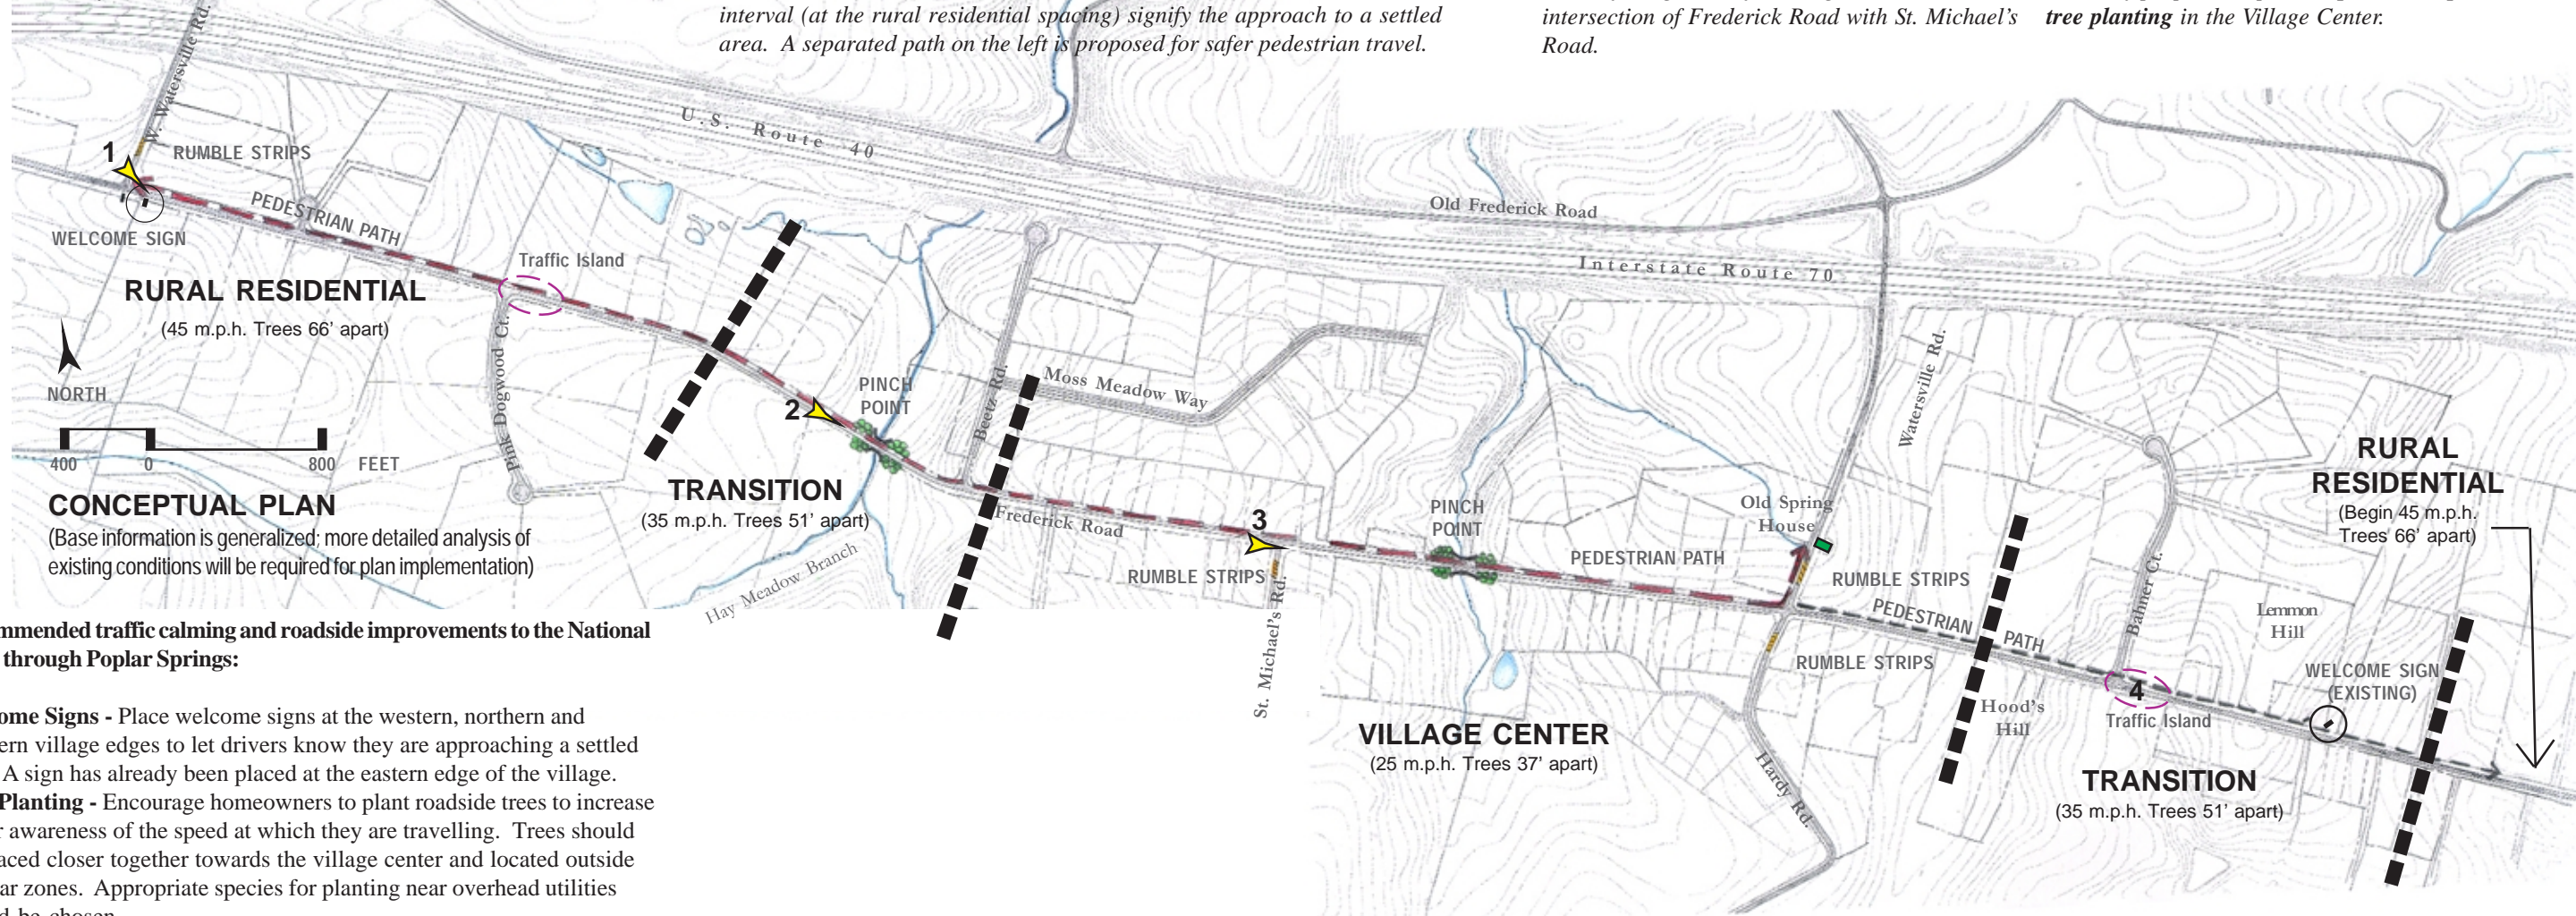 interval (at the rural residential spacing) signify the approach to a settled
area. A separated path on the left is proposed for safer pedestrian travel.
intersection of Frederick Road with St. Michael's
Road.
tree planting in the Village Center.
W. Watersville Rd.
U.S. Route 40
1
RUMBLE STRIPS
PEDESTRIAN PATH
WELCOME SIGN
Old Frederick Road
Interstate Route 70
Traffic Island
RURAL RESIDENTIAL
(45 m.p.h. Trees 66' apart)
NORTH
400 0 800 FEET
Pink Dogwood Ct.
CONCEPTUAL PLAN
(Base information is generalized; more detailed analysis of
existing conditions will be required for plan implementation)
2
PINCH
POINT
Beetz Rd.
Moss Meadow Way
TRANSITION
(35 m.p.h. Trees 51' apart)
Hay Meadow Branch
Frederick Road
3
RUMBLE STRIPS
St. Michael's Rd.
PINCH
POINT
PEDESTRIAN PATH
Old Spring
House
Watersville Rd.
RUMBLE STRIPS
PEDESTRIAN PATH
RUMBLE STRIPS
VILLAGE CENTER
(25 m.p.h. Trees 37' apart)
Hardy Rd.
Hood's
Hill
Bahner Ct.
4
Traffic Island
Lemmon
Hill
WELCOME SIGN
(EXISTING)
TRANSITION
(35 m.p.h. Trees 51' apart)
RURAL
RESIDENTIAL
(Begin 45 m.p.h.
Trees 66' apart)
mmended traffic calming and roadside improvements to the National
through Poplar Springs:
ome Signs - Place welcome signs at the western, northern and
ern village edges to let drivers know they are approaching a settled
A sign has already been placed at the eastern edge of the village.
Planting - Encourage homeowners to plant roadside trees to increase
r awareness of the speed at which they are travelling. Trees should
aced closer together towards the village center and located outside
ar zones. Appropriate species for planting near overhead utilities